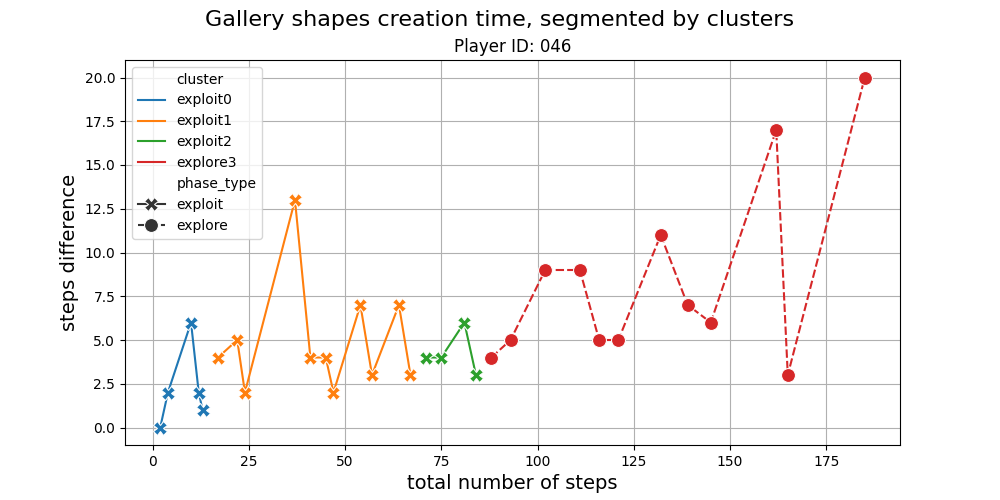 Gallery shapes creation time, segmented by clusters
Player ID: 046
20.0
17.5
15.0
12.5
10.0
7.5
5.0
2.5
0.0
steps difference
cluster
exploit0
exploit1
exploit2
explore3
phase_type
exploit
explore
0 25 50 75 100 125 150 175
total number of steps